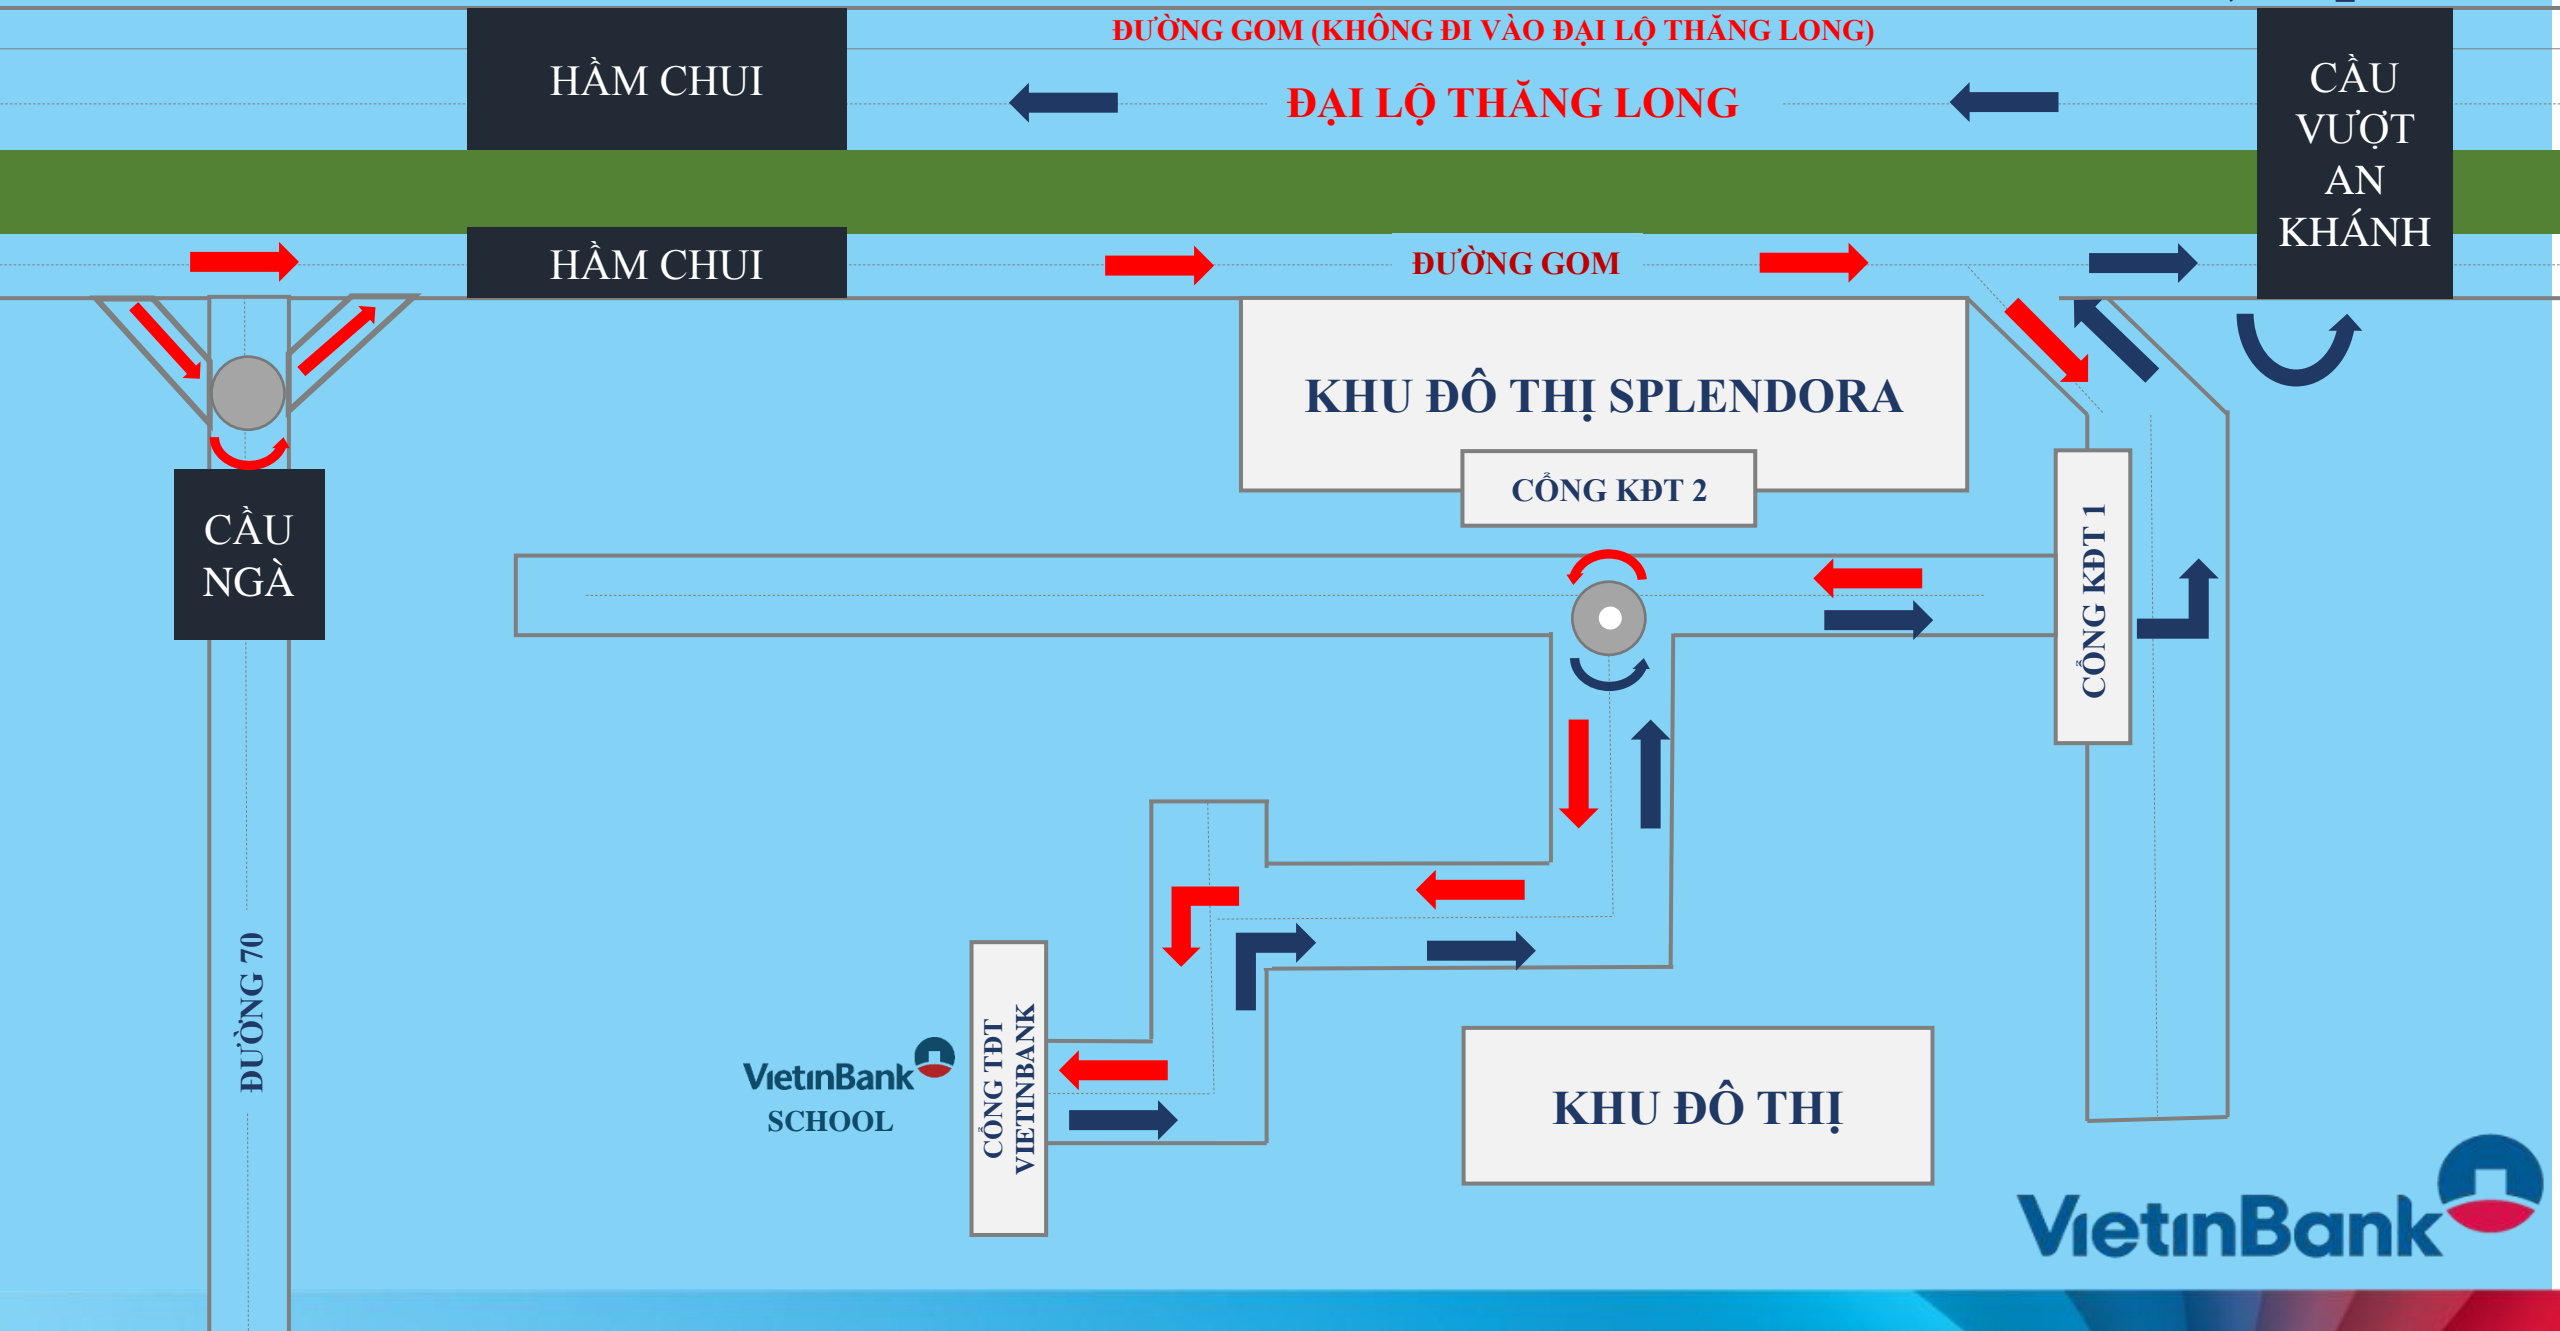 ĐƯỜNG GOM (KHÔNG ĐI VÀO ĐẠI LỘ THĂNG LONG)
HẦM CHUI
ĐẠI LỘ THĂNG LONG
CẦU
VƯỢT
AN
KHÁNH
HẦM CHUI
ĐƯỜNG GOM
KHU ĐÔ THỊ SPLENDORA
CỔNG KĐT 2
CẦU
NGÀ
CỔNG KĐT 1
ĐƯỜNG 70
VietinBank
SCHOOL
CỔNG TĐT
VIETINBANK
KHU ĐÔ THỊ
VietinBank